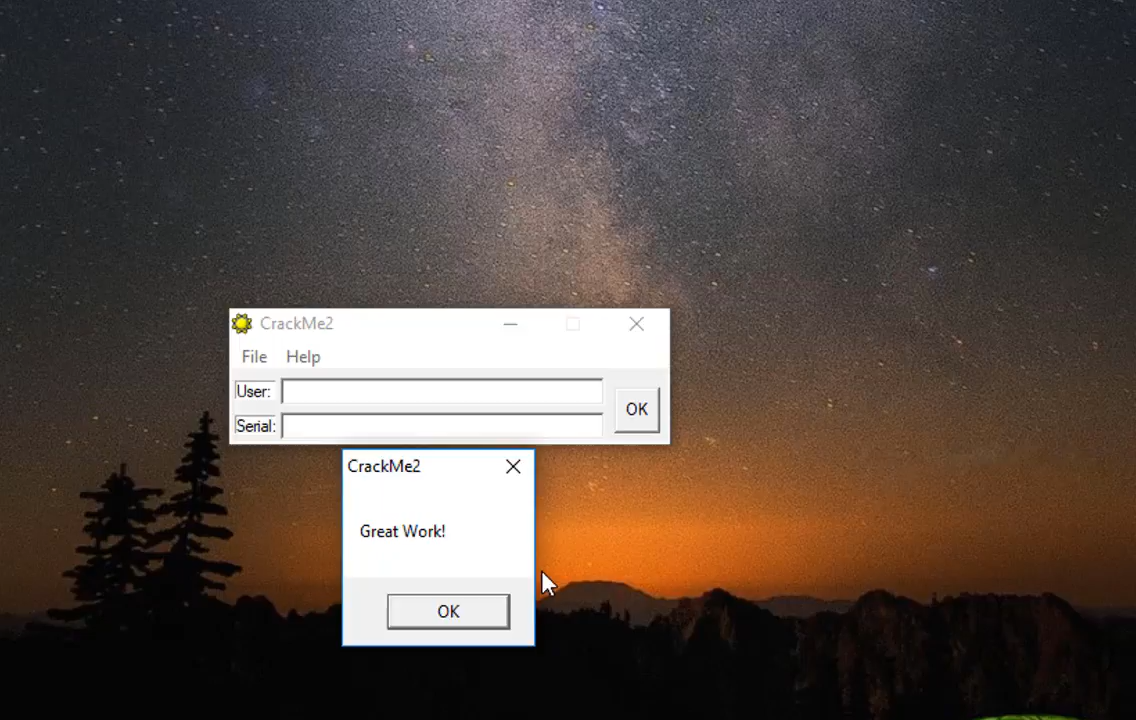 CrackMe2
File Help
User:
Serial:
OK
CrackMe2
Great Work!
OK